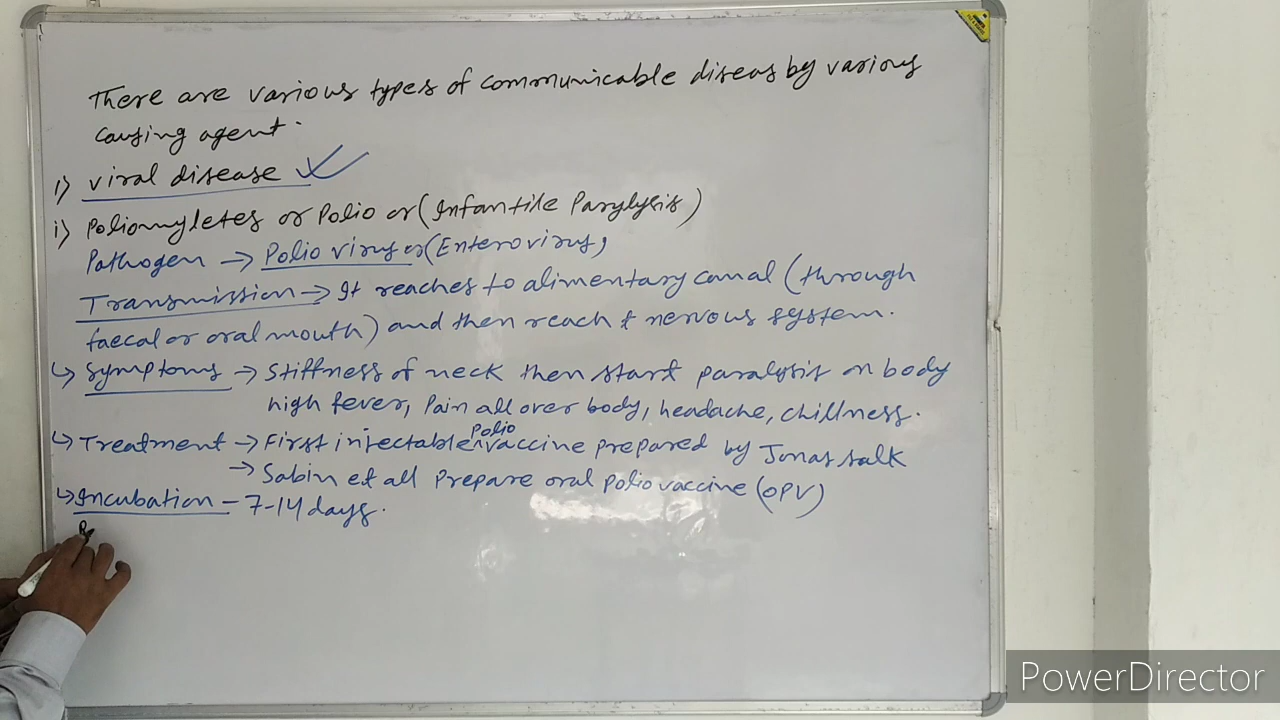 There are various types of communicable diseas by various
causing agent.
1) viral disease
i) Poliomyletes or Polio or (Infantile Parylysis)
Pathogen → Polio virus or (Enterovirus,
Transmission → It reaches to alimentary canal (through
faecal or oral mouth) and then reach t nervous system.
↳ Symptoms → Stiffness of neck then start paralysis on body
high fever, Pain all over body, headache, chillness.
↳ Treatment → First injectable Polio vaccine prepared by Jonas salk
→ Sabin et all Prepare oral polio vaccine (OPV)
↳ Incubation - 7-14 days.
PowerDirector